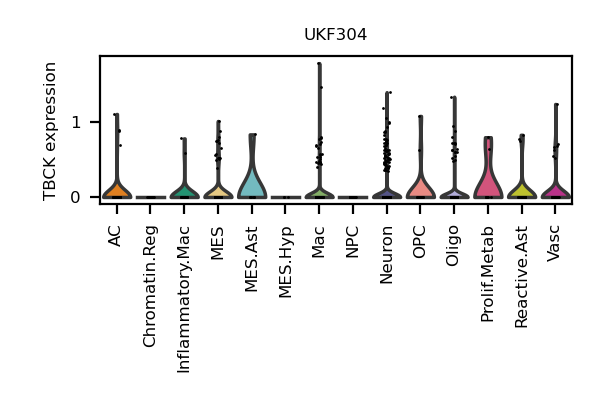 UKF304
TBCK expression
1
0
AC
Chromatin.Reg
Inflammatory.Mac
MES
MES.Ast
MES.Hyp
Mac
NPC
Neuron
OPC
Oligo
Prolif.Metab
Reactive.Ast
Vasc